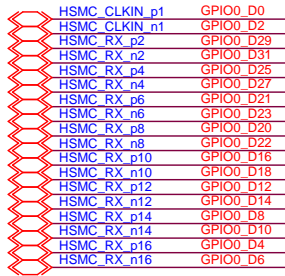 HSMC_CLKIN_p1 GPIO0_D0
HSMC_CLKIN_n1 GPIO0_D2
HSMC_RX_p2 GPIO0_D29
HSMC_RX_n2 GPIO0_D31
HSMC_RX_p4 GPIO0_D25
HSMC_RX_n4 GPIO0_D27
HSMC_RX_p6 GPIO0_D21
HSMC_RX_n6 GPIO0_D23
HSMC_RX_p8 GPIO0_D20
HSMC_RX_n8 GPIO0_D22
HSMC_RX_p10 GPIO0_D16
HSMC_RX_n10 GPIO0_D18
HSMC_RX_p12 GPIO0_D12
HSMC_RX_n12 GPIO0_D14
HSMC_RX_p14 GPIO0_D8
HSMC_RX_n14 GPIO0_D10
HSMC_RX_p16 GPIO0_D4
HSMC_RX_n16 GPIO0_D6